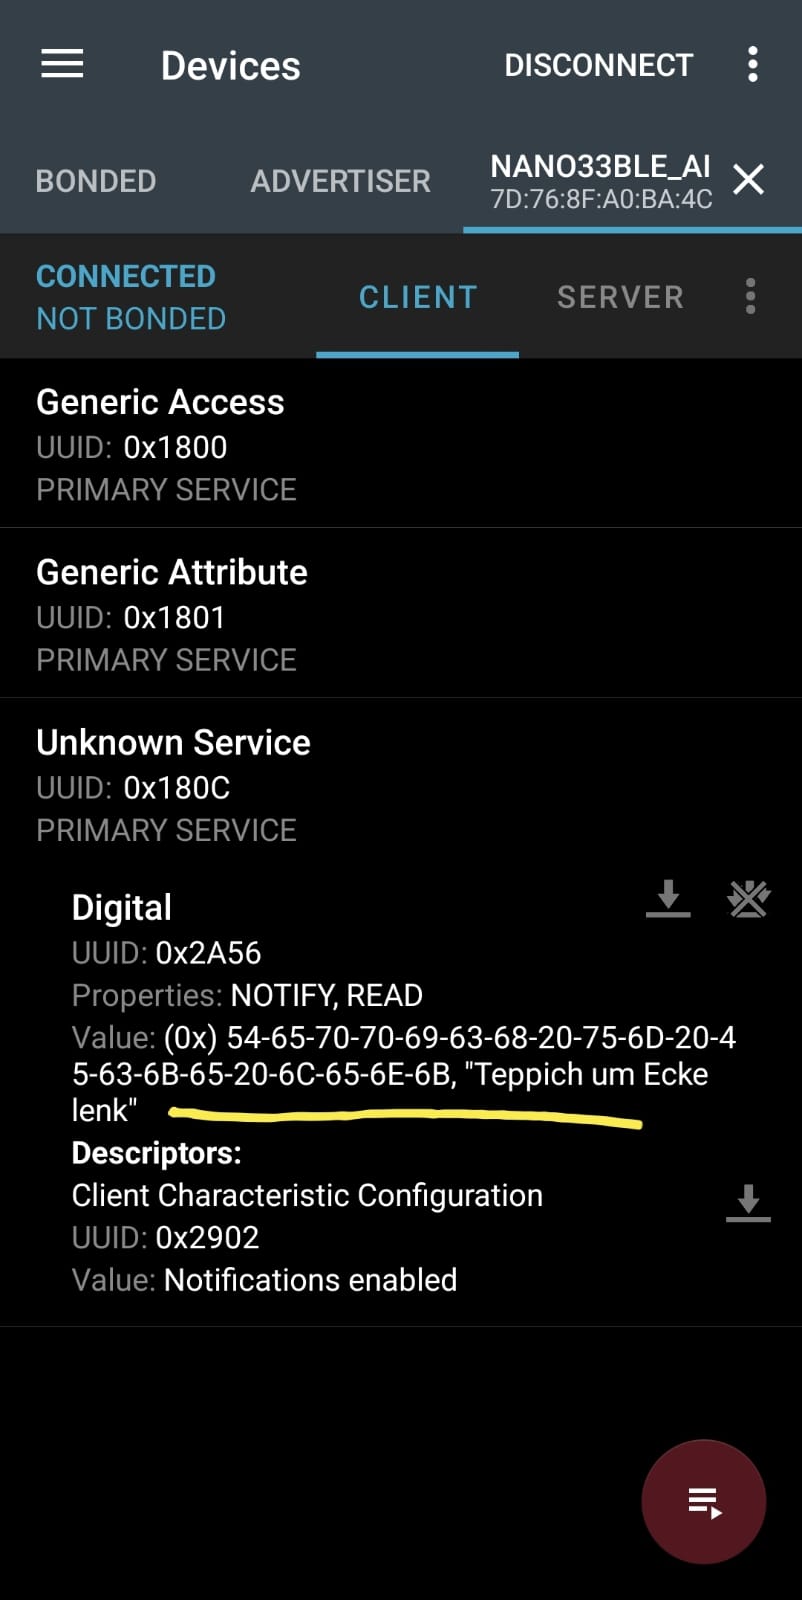 Devices
DISCONNECT
BONDED
ADVERTISER
NANO33BLE_AI
7D:76:8F:A0:BA:4C
CONNECTED
NOT BONDED
CLIENT
SERVER
Generic Access
UUID: 0x1800
PRIMARY SERVICE
Generic Attribute
UUID: 0x1801
PRIMARY SERVICE
Unknown Service
UUID: 0x180C
PRIMARY SERVICE
Digital
UUID: 0x2A56
Properties: NOTIFY, READ
Value: (0x) 54-65-70-70-69-63-68-20-75-6D-20-4
5-63-6B-65-20-6C-65-6E-6B, "Teppich um Ecke
lenk"
Descriptors:
Client Characteristic Configuration
UUID: 0x2902
Value: Notifications enabled